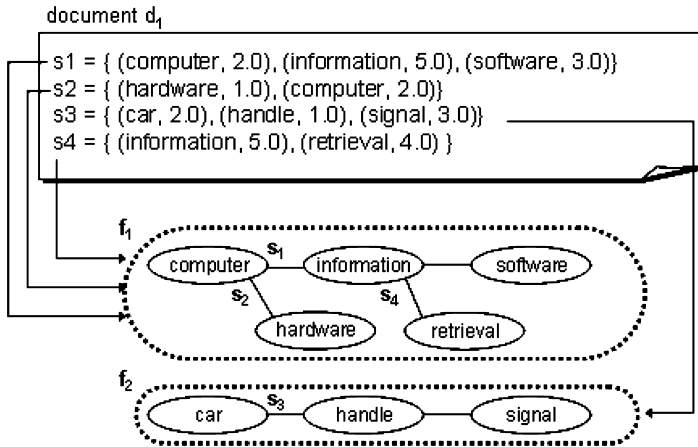 document d1
s1 = { (computer, 2.0), (information, 5.0), (software, 3.0)}
s2 = { (hardware, 1.0), (computer, 2.0)}
s3 = { (car, 2.0), (handle, 1.0), (signal, 3.0)}
s4 = { (information, 5.0), (retrieval, 4.0) }
f1
s1
computer information software
s2 s4
hardware retrieval
f2
car s3 handle signal